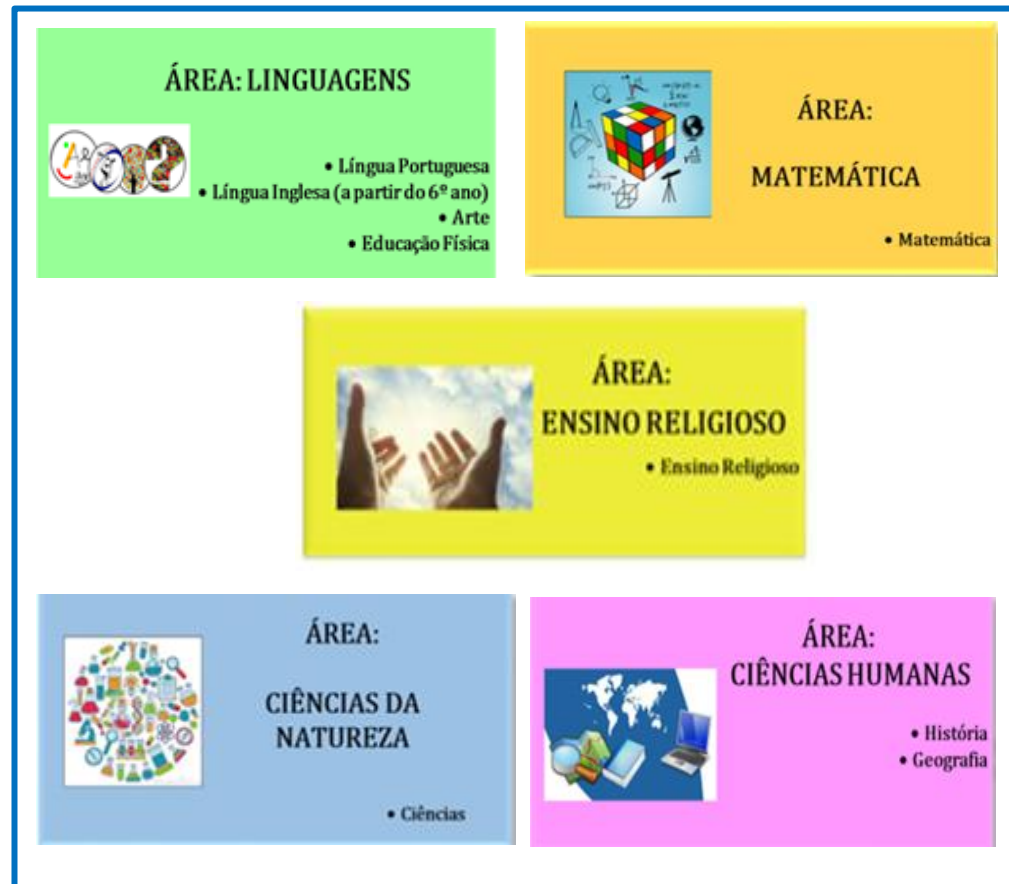 ÁREA: LINGUAGENS
• Língua Portuguesa
• Língua Inglesa (a partir do 6º ano)
• Arte
• Educação Física
ÁREA:
MATEMÁTICA
• Matemática
ÁREA:
ENSINO RELIGIOSO
• Ensino Religioso
ÁREA:
CIÊNCIAS DA
NATUREZA
• Ciências
ÁREA:
CIÊNCIAS HUMANAS
• História
• Geografia